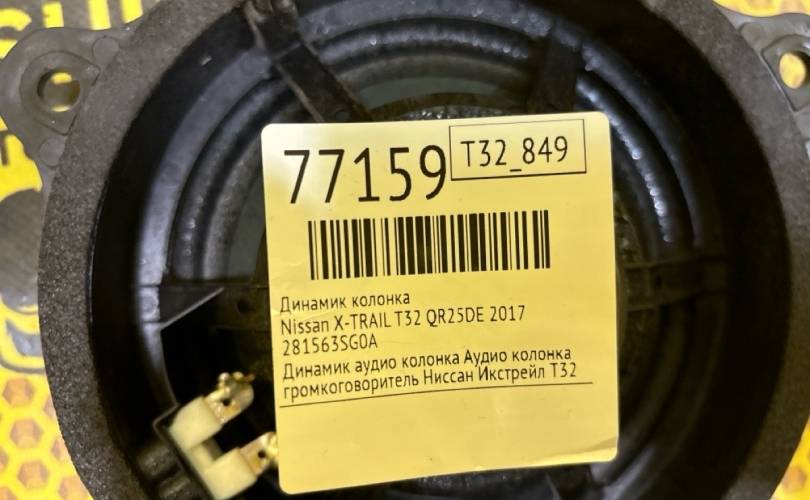 77159
T32_849
Динамик колонка
Nissan X-TRAIL T32 QR25DE 2017
281563SG0A
Динамик аудио колонка Аудио колонка
громкоговоритель Ниссан Икстрейл Т32